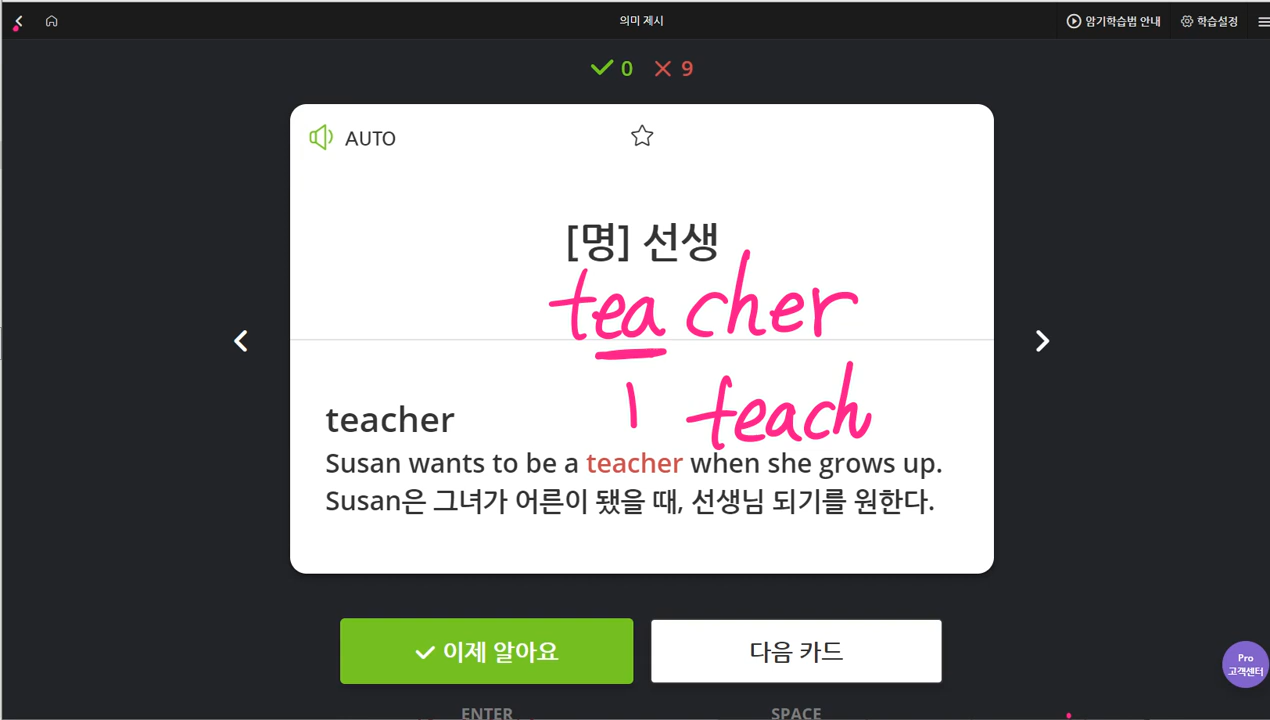 의미 제시
암기학습법 안내
학습설정
0 9
AUTO
[명] 선생
teacher
l teach
teacher
Susan wants to be a teacher when she grows up.
Susan은 그녀가 어른이 됐을 때, 선생님 되기를 원한다.
이제 알아요
다음 카드
ENTER
SPACE
Pro
고객센터